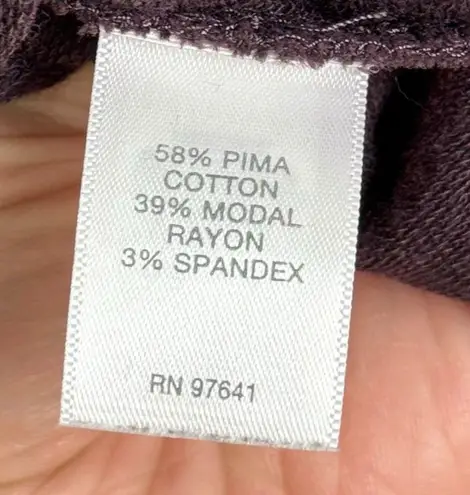 58% PIMA
COTTON
39% MODAL
RAYON
3% SPANDEX
RN 97641